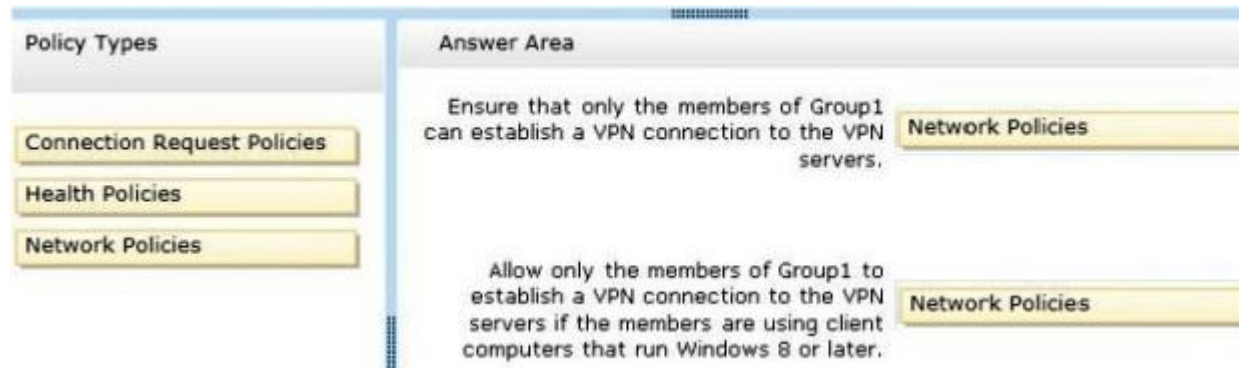 Policy Types
Connection Request Policies
Health Policies
Network Policies
Answer Area
Ensure that only the members of Group1
can establish a VPN connection to the VPN
servers.
Network Policies
Allow only the members of Group1 to
establish a VPN connection to the VPN
servers if the members are using client
computers that run Windows 8 or later.
Network Policies